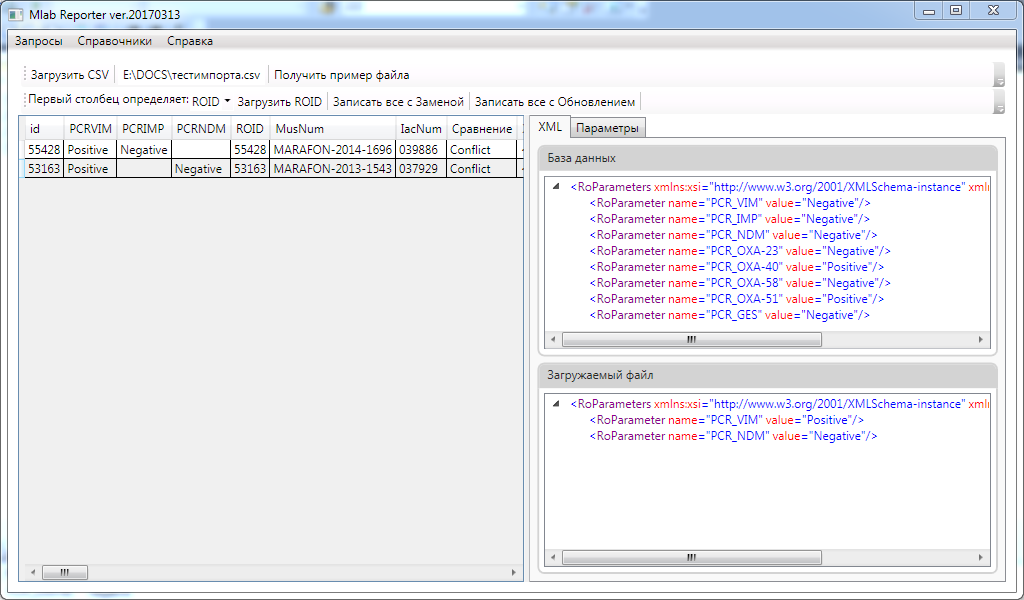 Mlab Reporter ver.20170313
Запросы Справочники Справка
Загрузить CSV E:\DOCS\тестимпорта.csv Получить пример файла
Первый столбец определяет: ROID Загрузить ROID Записать все с Заменой Записать все с Обновлением
id PCRVIM PCRIMP PCRNDM ROID MusNum IacNum Сравнение
55428 Positive Negative 55428 MARAFON-2014-1696 039886 Conflict
53163 Positive Negative 53163 MARAFON-2013-1543 037929 Conflict
XML Параметры
База данных
<RoParameters xmlns:xsi="http://www.w3.org/2001/XMLSchema-instance" xmln
<RoParameter name="PCR_VIM" value="Negative"/>
<RoParameter name="PCR_IMP" value="Negative"/>
<RoParameter name="PCR_NDM" value="Negative"/>
<RoParameter name="PCR_OXA-23" value="Negative"/>
<RoParameter name="PCR_OXA-40" value="Positive"/>
<RoParameter name="PCR_OXA-58" value="Negative"/>
<RoParameter name="PCR_OXA-51" value="Positive"/>
<RoParameter name="PCR_GES" value="Negative"/>
Загружаемый файл
<RoParameters xmlns:xsi="http://www.w3.org/2001/XMLSchema-instance" xmln
<RoParameter name="PCR_VIM" value="Positive"/>
<RoParameter name="PCR_NDM" value="Negative"/>